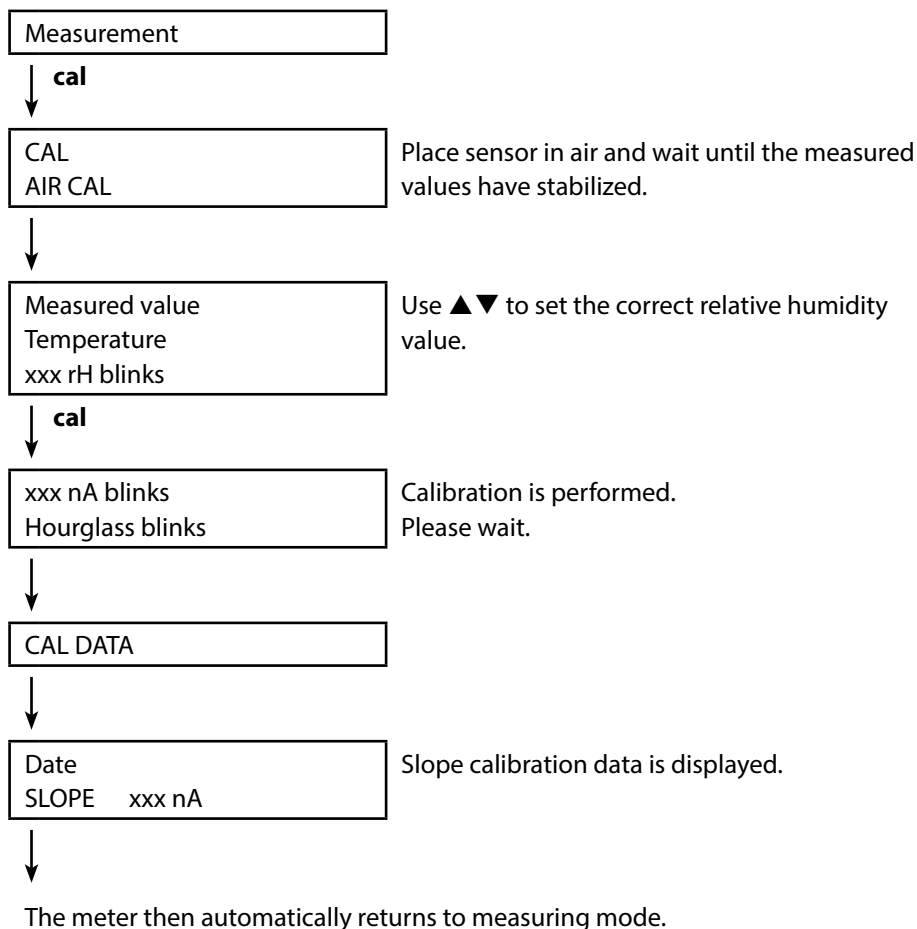 Measurement
cal
CAL
AIR CAL
Place sensor in air and wait until the measured
values have stabilized.
Measured value
Temperature
xxx rH blinks
Use ▲▼ to set the correct relative humidity
value.
cal
xxx nA blinks
Hourglass blinks
Calibration is performed.
Please wait.
CAL DATA
Date
SLOPE xxx nA
Slope calibration data is displayed.
The meter then automatically returns to measuring mode.